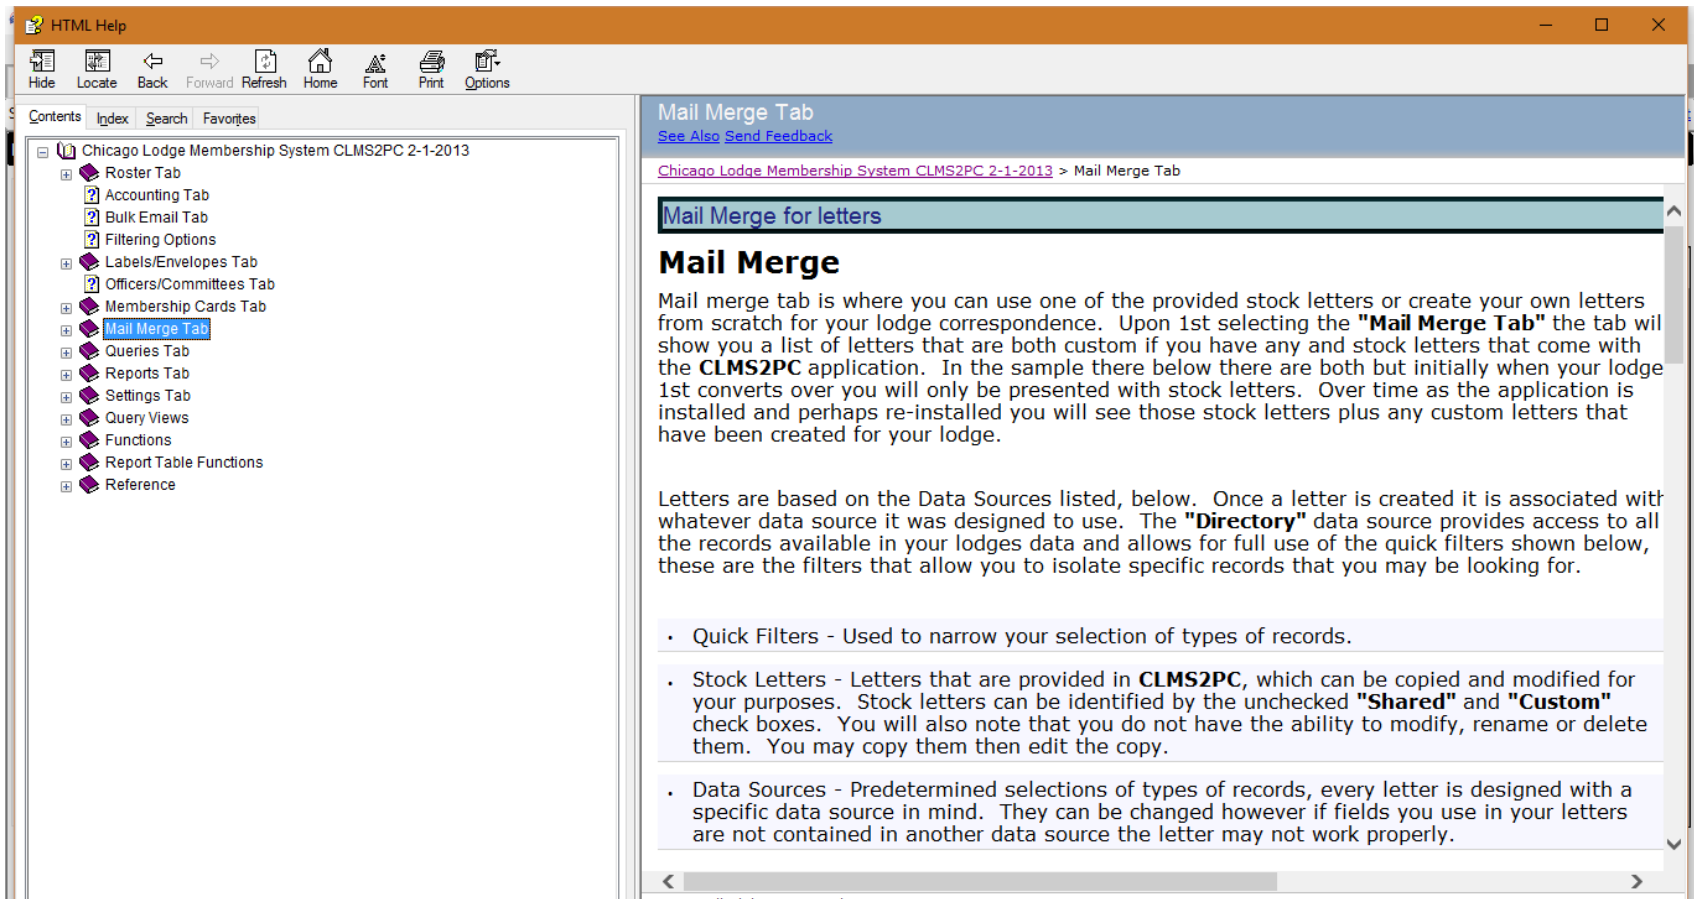 HTML Help
Hide Locate Back Forward Refresh Home Font Print Options
Contents Index Search Favorites
Chicago Lodge Membership System CLMS2PC 2-1-2013
Roster Tab
Accounting Tab
Bulk Email Tab
Filtering Options
Labels/Envelopes Tab
Officers/Committees Tab
Membership Cards Tab
Mail Merge Tab
Queries Tab
Reports Tab
Settings Tab
Query Views
Functions
Report Table Functions
Reference
Mail Merge Tab
See Also Send Feedback
Chicago Lodge Membership System CLMS2PC 2-1-2013 > Mail Merge Tab
Mail Merge for letters
Mail Merge
Mail merge tab is where you can use one of the provided stock letters or create your own letters
from scratch for your lodge correspondence. Upon 1st selecting the "Mail Merge Tab" the tab wil
show you a list of letters that are both custom if you have any and stock letters that come with
the CLMS2PC application. In the sample there below there are both but initially when your lodge
1st converts over you will only be presented with stock letters. Over time as the application is
installed and perhaps re-installed you will see those stock letters plus any custom letters that
have been created for your lodge.
Letters are based on the Data Sources listed, below. Once a letter is created it is associated with
whatever data source it was designed to use. The "Directory" data source provides access to all
the records available in your lodges data and allows for full use of the quick filters shown below,
these are the filters that allow you to isolate specific records that you may be looking for.
• Quick Filters - Used to narrow your selection of types of records.
• Stock Letters - Letters that are provided in CLMS2PC, which can be copied and modified for
your purposes. Stock letters can be identified by the unchecked "Shared" and "Custom"
check boxes. You will also note that you do not have the ability to modify, rename or delete
them. You may copy them then edit the copy.
• Data Sources - Predetermined selections of types of records, every letter is designed with a
specific data source in mind. They can be changed however if fields you use in your letters
are not contained in another data source the letter may not work properly.